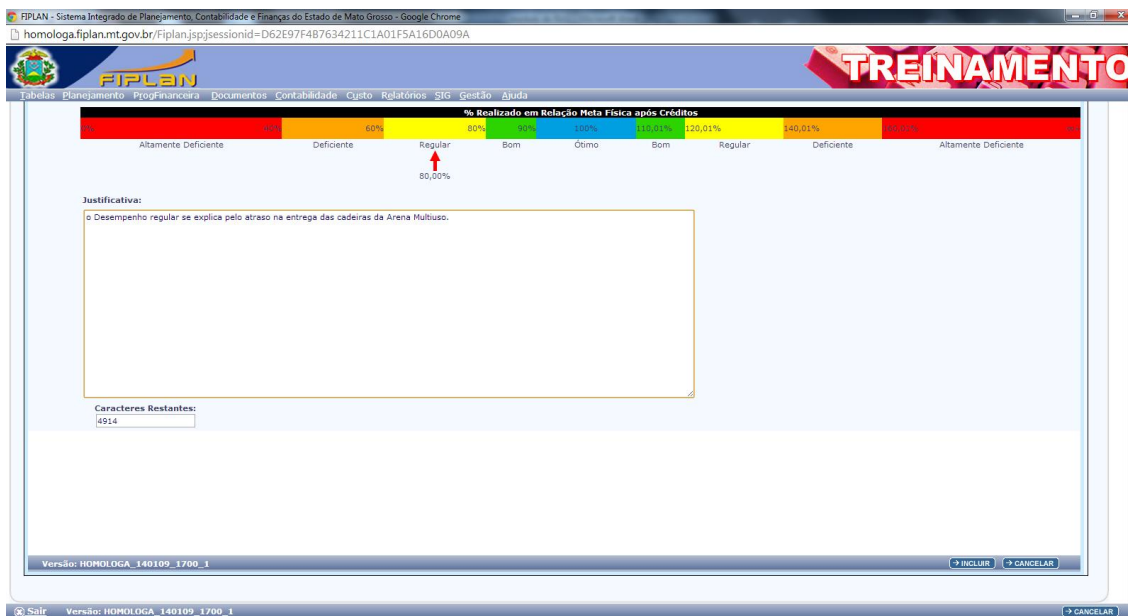 FIPLAN - Sistema Integrado de Planejamento, Contabilidade e Finanças do Estado de Mato Grosso - Google Chrome
homologa.fiplan.mt.gov.br/Fiplan.jsp;jsessionid=D62E97F4B7634211C1A01F5A16D0A09A
FIPLAN
TREINAMENTO
Tabelas Planejamento ProgFinanceira Documentos Contabilidade Custo Relatórios SIG Gestão Ajuda
% Realizado em Relação Meta Física após Créditos
0% 40% 60% 80% 90% 100% 110,01% 120,01% 140,01% 160,01%
Altamente Deficiente Deficiente Regular Bom Ótimo Bom Regular Deficiente Altamente Deficiente
80,00%
Justificativa:
o Desempenho regular se explica pelo atraso na entrega das cadeiras da Arena Multiuso.
Caracteres Restantes:
4914
Versão: HOMOLOGA_140109_1700_1 INCLUIR CANCELAR
Sair Versão: HOMOLOGA_140109_1700_1 CANCELAR